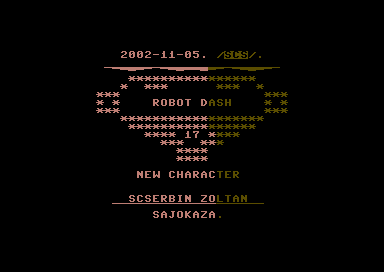 2002-11-05. /SCS/.
ROBOT DASH
17
NEW CHARACTER
SCSERBIN ZOLTAN
SAJOKAZA.